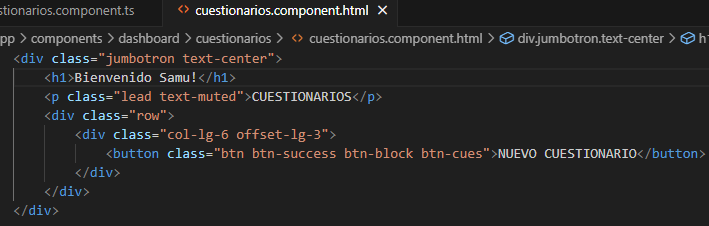 stionarios.component.ts cuestionarios.component.html
pp > components > dashboard > cuestionarios > cuestionarios.component.html > div.jumbotron.text-center > h1
<div class="jumbotron text-center">
<h1>Bienvenido Samu!</h1>
<p class="lead text-muted">CUESTIONARIOS</p>
<div class="row">
<div class="col-lg-6 offset-lg-3">
<button class="btn btn-success btn-block btn-cues">NUEVO CUESTIONARIO</button>
</div>
</div>
</div>